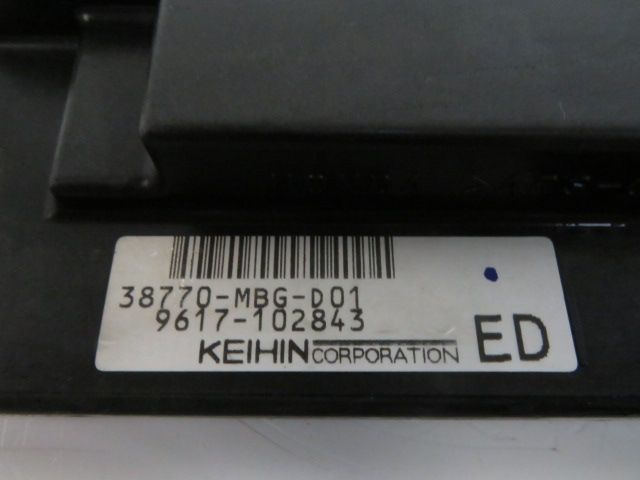 38770-MBG-D01
9617-102843
KEIHIN CORPORATION
ED